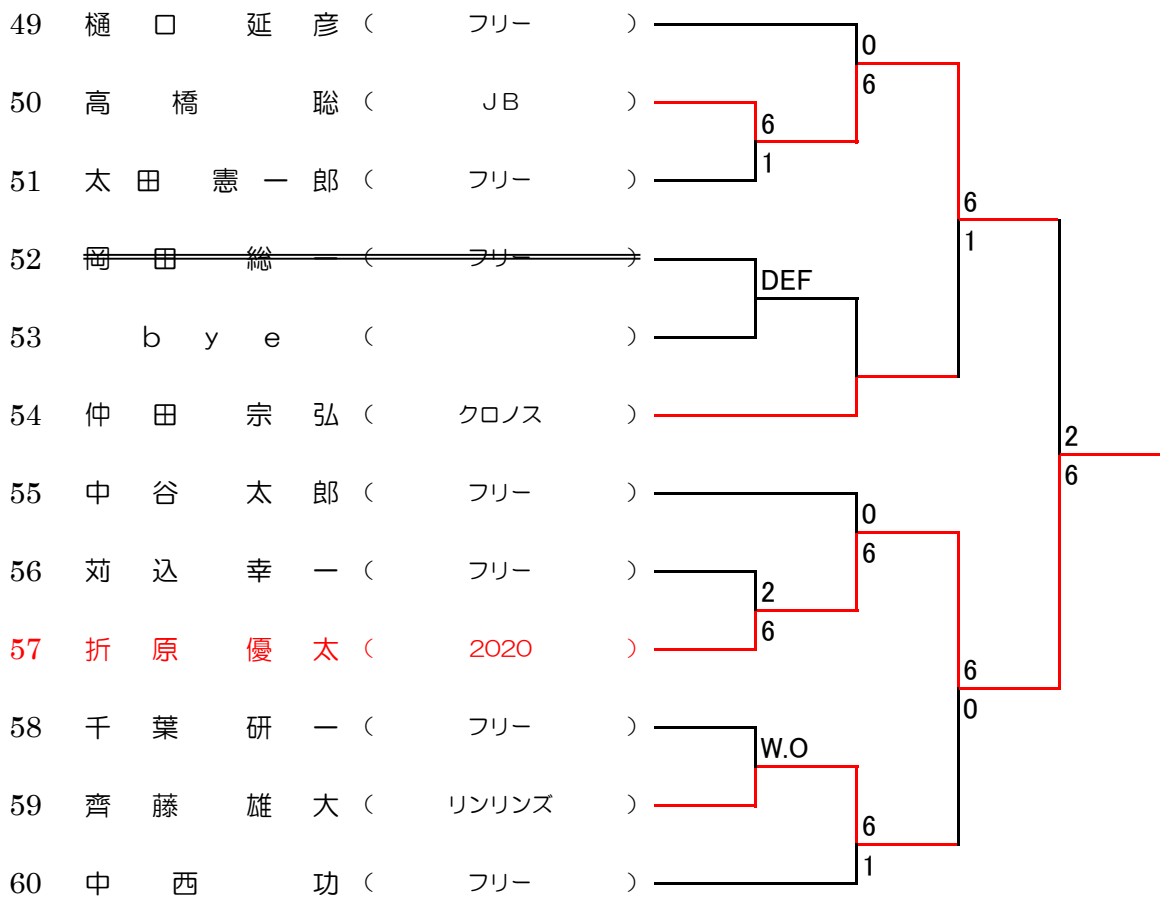 49 樋口 延彦 ( フリー )
0
50 高橋 聡 ( JB )
6
6
51 太田 憲一郎 ( フリー )
1
6
1
52 岡田 総一 ( フリー )
DEF
53 bye ( )
54 仲田 宗弘 ( クロノス )
2
6
55 中谷 太郎 ( フリー )
0
6
56 苅込 幸一 ( フリー )
2
6
57 折原 優太 ( 2020 )
6
0
58 千葉 研一 ( フリー )
W.O
59 齊藤 雄大 ( リンリンズ )
6
1
60 中西 功 ( フリー )